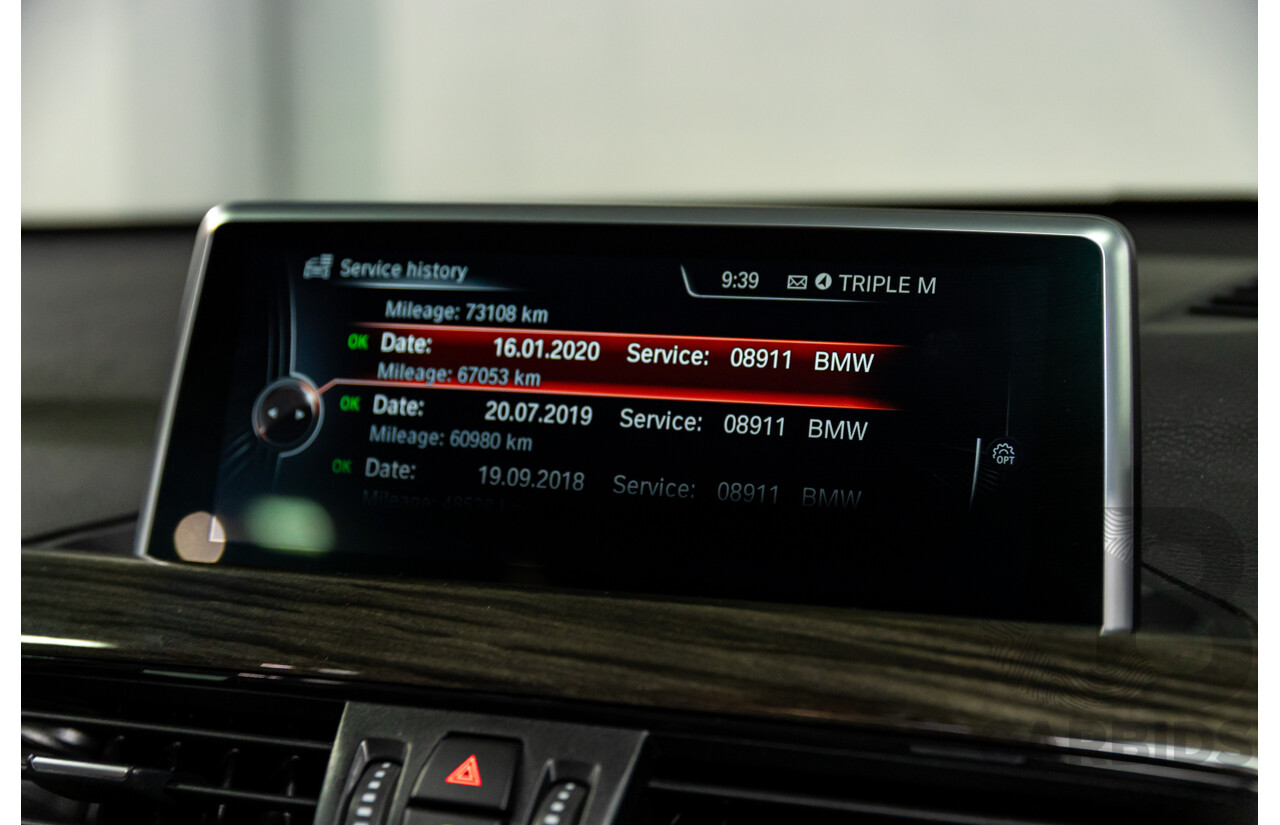 Service history
9:39 TRIPLE M
Mileage: 73108 km
OK Date: 16.01.2020 Service: 08911 BMW
Mileage: 67053 km
OK Date: 20.07.2019 Service: 08911 BMW
Mileage: 60980 km
OK Date: 19.09.2018 Service: 08911 BMW
Mileage:
OPT
CARBIDS